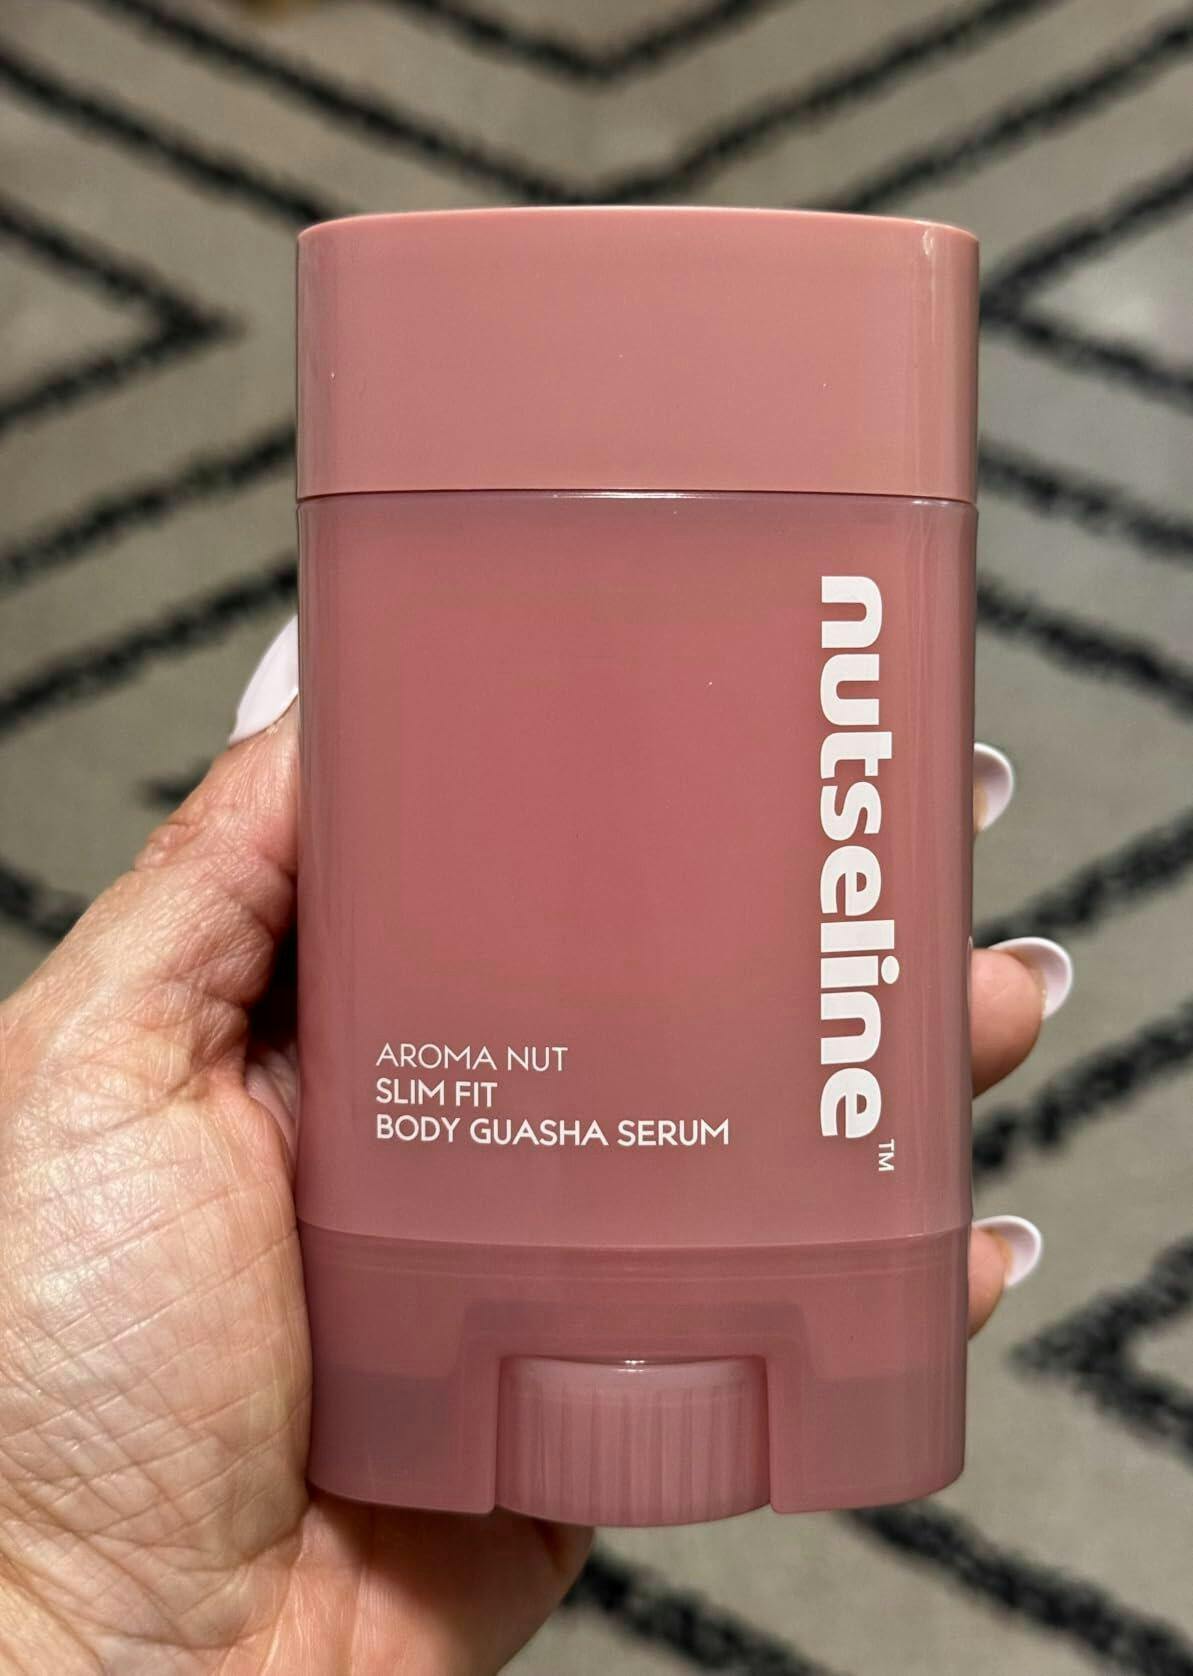 nutseline™
AROMA NUT
SLIM FIT
BODY GUASHA SERUM